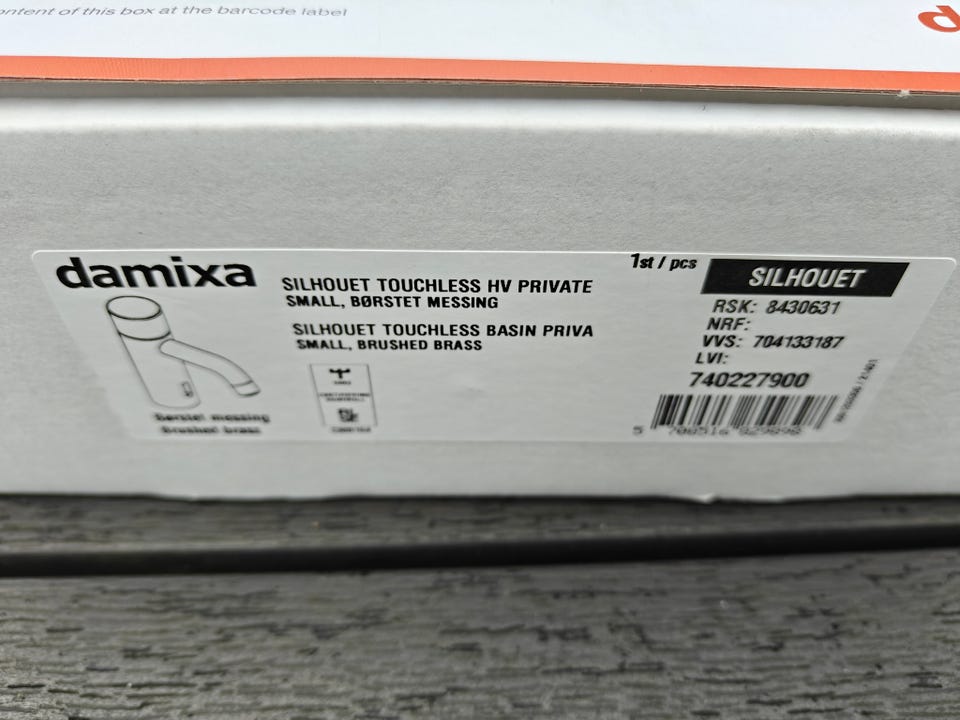 ontent of this box at the barcode label
d
damixa
SILHOUET TOUCHLESS HV PRIVATE
SMALL, BØRSTET MESSING
SILHOUET TOUCHLESS BASIN PRIVA
SMALL, BRUSHED BRASS
Børstet messing
Brushed brass
1st / pcs
SILHOUET
RSK: 8430631
NRF:
VVS: 704133187
LVI:
740227900